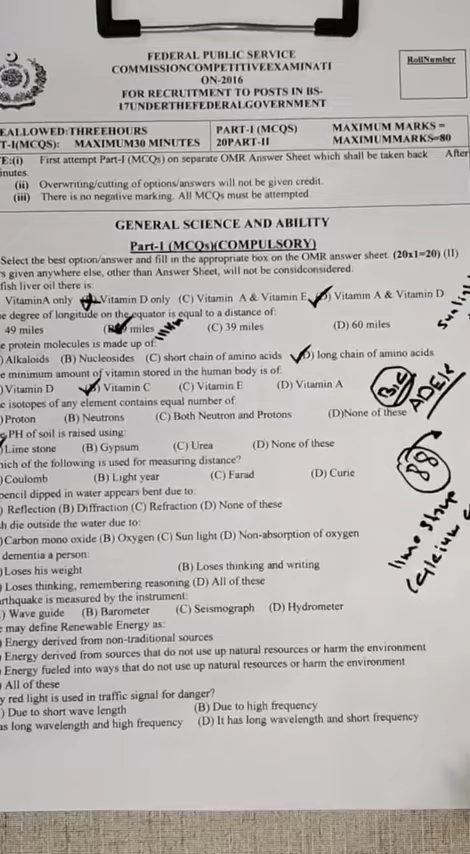 FEDERAL PUBLIC SERVICE
COMMISSIONCOMPETITIVEEXAMINATI
ON-2016
FOR RECRUITMENT TO POSTS IN BS-
17UNDERTHEFEDERALGOVERNMENT
RollNumber
EALLOWED:THREEHOURS
T-I(MCQS): MAXIMUM30 MINUTES
PART-I (MCQS)
20PART-II
MAXIMUM MARKS =
MAXIMUMMARKS=80
E:(i) First attempt Part-I (MCQs) on separate OMR Answer Sheet which shall be taken back After
inutes.
(ii) Overwriting/cutting of options/answers will not be given credit.
(iii) There is no negative marking. All MCQs must be attempted.
GENERAL SCIENCE AND ABILITY
Part-I (MCQs)(COMPULSORY)
Select the best option/answer and fill in the appropriate box on the OMR answer sheet. (20x1=20) (II)
s given anywhere else, other than Answer Sheet, will not be considconsidered.
fish liver oil there is:
VitaminA only Vitamin D only (C) Vitamin A & Vitamin E (D) Vitamin A & Vitamin D
e degree of longitude on the equator is equal to a distance of:
49 miles miles (C) 39 miles (D) 60 miles
e protein molecules is made up of:
) Alkaloids (B) Nucleosides (C) short chain of amino acids D) long chain of amino acids
e minimum amount of vitamin stored in the human body is of:
) Vitamin D (B) Vitamin C (C) Vitamin E (D) Vitamin A
e isotopes of any element contains equal number of:
) Proton (B) Neutrons (C) Both Neutron and Protons (D)None of these
PH of soil is raised using:
Lime stone (B) Gypsum (C) Urea (D) None of these
hich of the following is used for measuring distance?
) Coulomb (B) Light year (C) Farad (D) Curie
pencil dipped in water appears bent due to:
) Reflection (B) Diffraction (C) Refraction (D) None of these
sh die outside the water due to:
) Carbon mono oxide (B) Oxygen (C) Sun light (D) Non-absorption of oxygen
dementia a person:
) Loses his weight (B) Loses thinking and writing
) Loses thinking, remembering reasoning (D) All of these
arthquake is measured by the instrument:
) Wave guide (B) Barometer (C) Seismograph (D) Hydrometer
e may define Renewable Energy as:
) Energy derived from non-traditional sources
) Energy derived from sources that do not use up natural resources or harm the environment
) Energy fueled into ways that do not use up natural resources or harm the environment
) All of these
y red light is used in traffic signal for danger?
) Due to short wave length (B) Due to high frequency
as long wavelength and high frequency (D) It has long wavelength and short frequency
Sun light
ADEK
88
lime stone